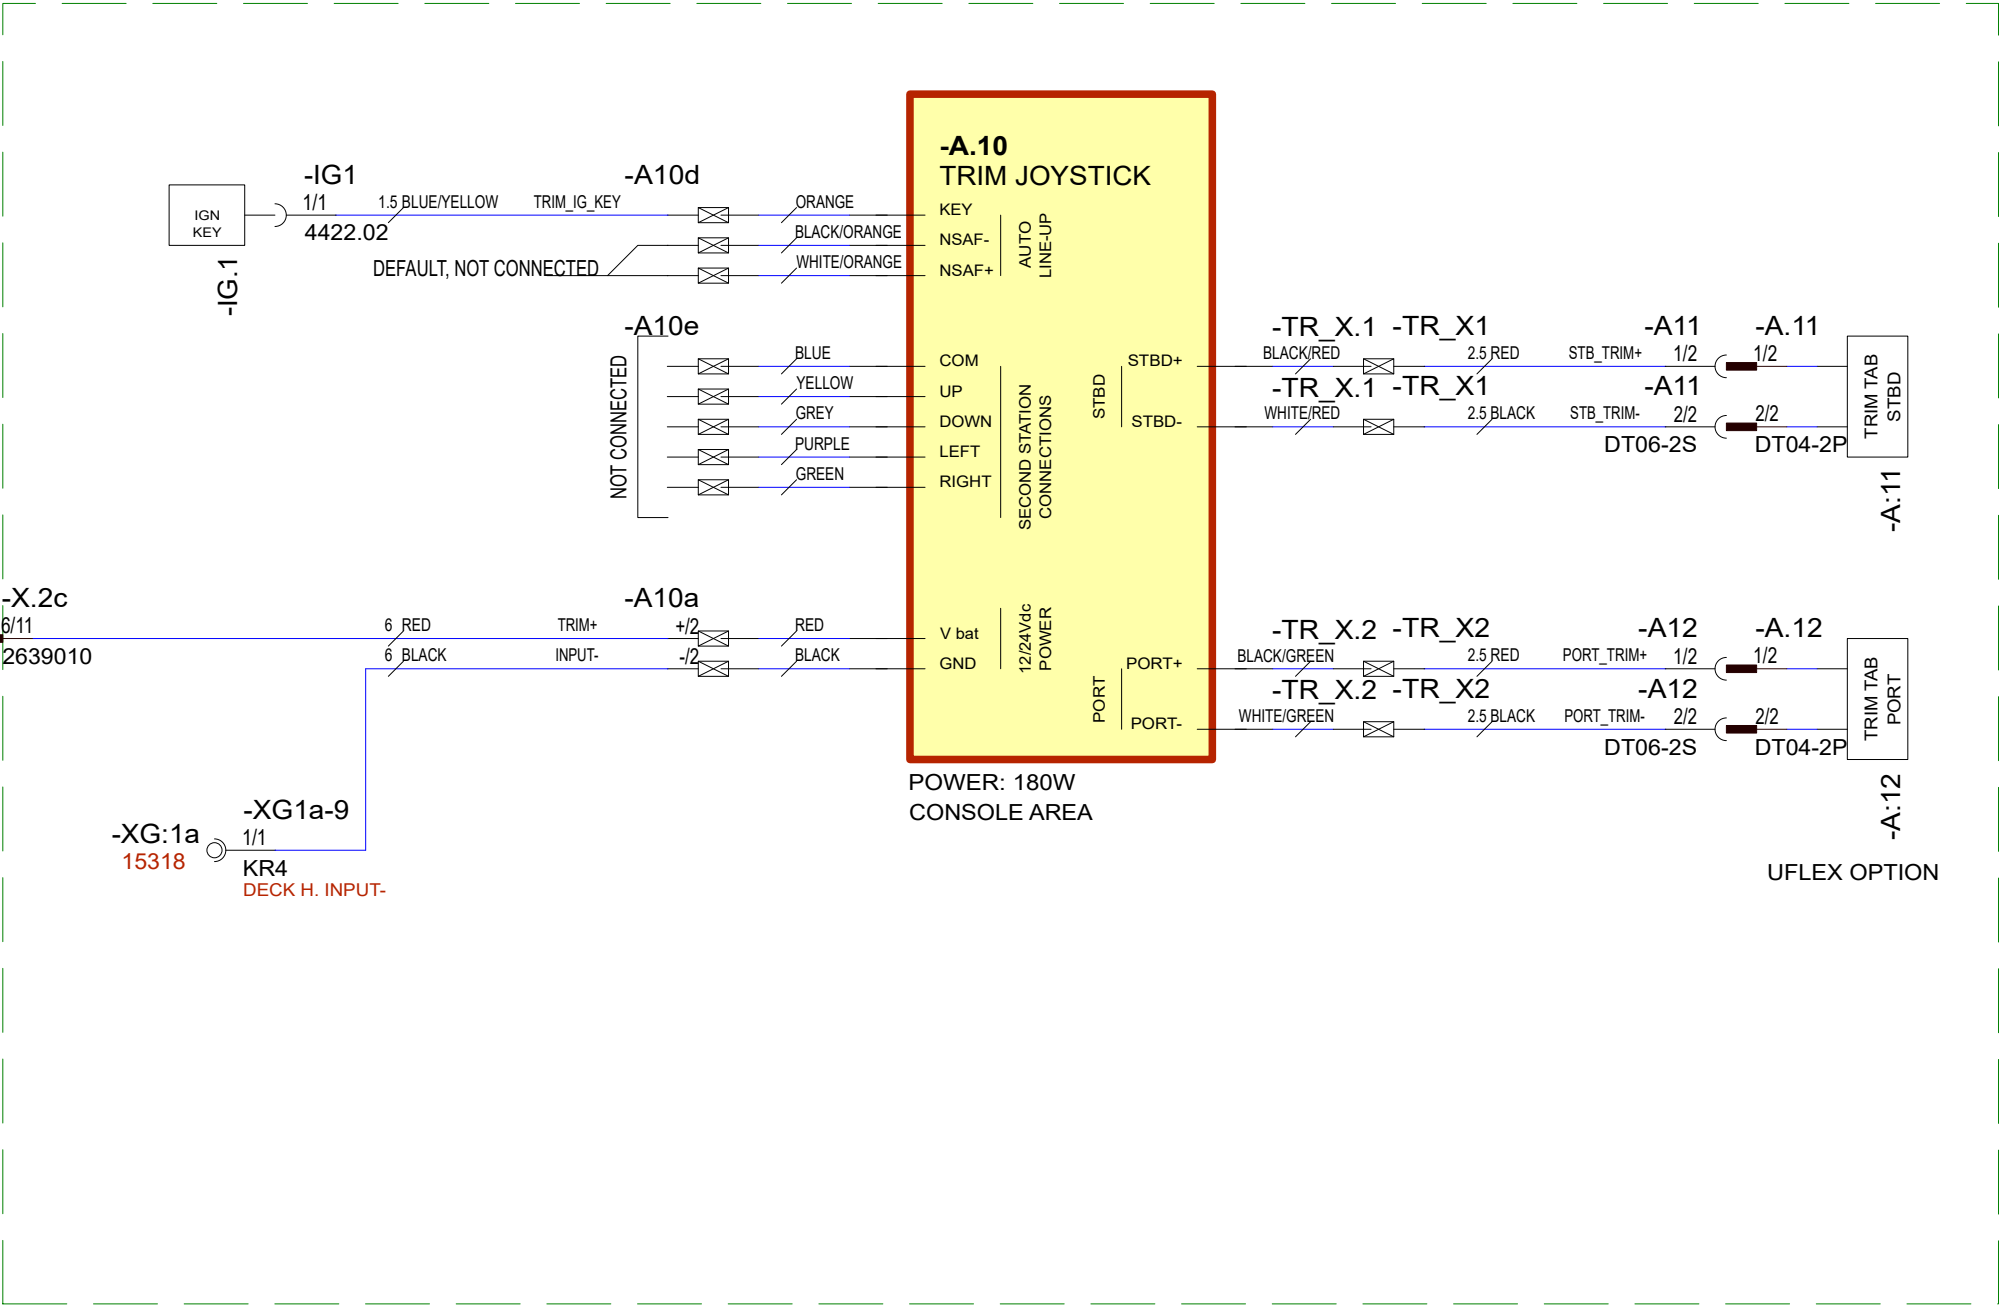 -A.10
TRIM JOYSTICK
-IG1
1/1
1.5 BLUE/YELLOW
TRIM_IG_KEY
-A10d
ORANGE
KEY
IGN
KEY
4422.02
BLACK/ORANGE
NSAF-
DEFAULT, NOT CONNECTED
WHITE/ORANGE
NSAF+
AUTO
LINE-UP
-IG.1
-A10e
NOT CONNECTED
BLUE
COM
YELLOW
UP
GREY
DOWN
PURPLE
LEFT
GREEN
RIGHT
SECOND STATION
CONNECTIONS
STBD
STBD+
STBD-
-TR_X.1
-TR_X1
-A11
-A.11
BLACK/RED
2.5 RED
STB_TRIM+
1/2
1/2
-TR_X.1
-TR_X1
-A11
WHITE/RED
2.5 BLACK
STB_TRIM-
2/2
2/2
DT06-2S
DT04-2P
TRIM TAB
STBD
-A:11
-X.2c
6/11
2639010
6 RED
TRIM+
-A10a
+/2
RED
V bat
6 BLACK
INPUT-
-/2
BLACK
GND
12/24Vdc
POWER
PORT
PORT+
PORT-
-TR_X.2
-TR_X2
-A12
-A.12
BLACK/GREEN
2.5 RED
PORT_TRIM+
1/2
1/2
-TR_X.2
-TR_X2
-A12
WHITE/GREEN
2.5 BLACK
PORT_TRIM-
2/2
2/2
DT06-2S
DT04-2P
TRIM TAB
PORT
-A:12
POWER: 180W
CONSOLE AREA
-XG:1a
15318
-XG1a-9
1/1
KR4
DECK H. INPUT-
UFLEX OPTION